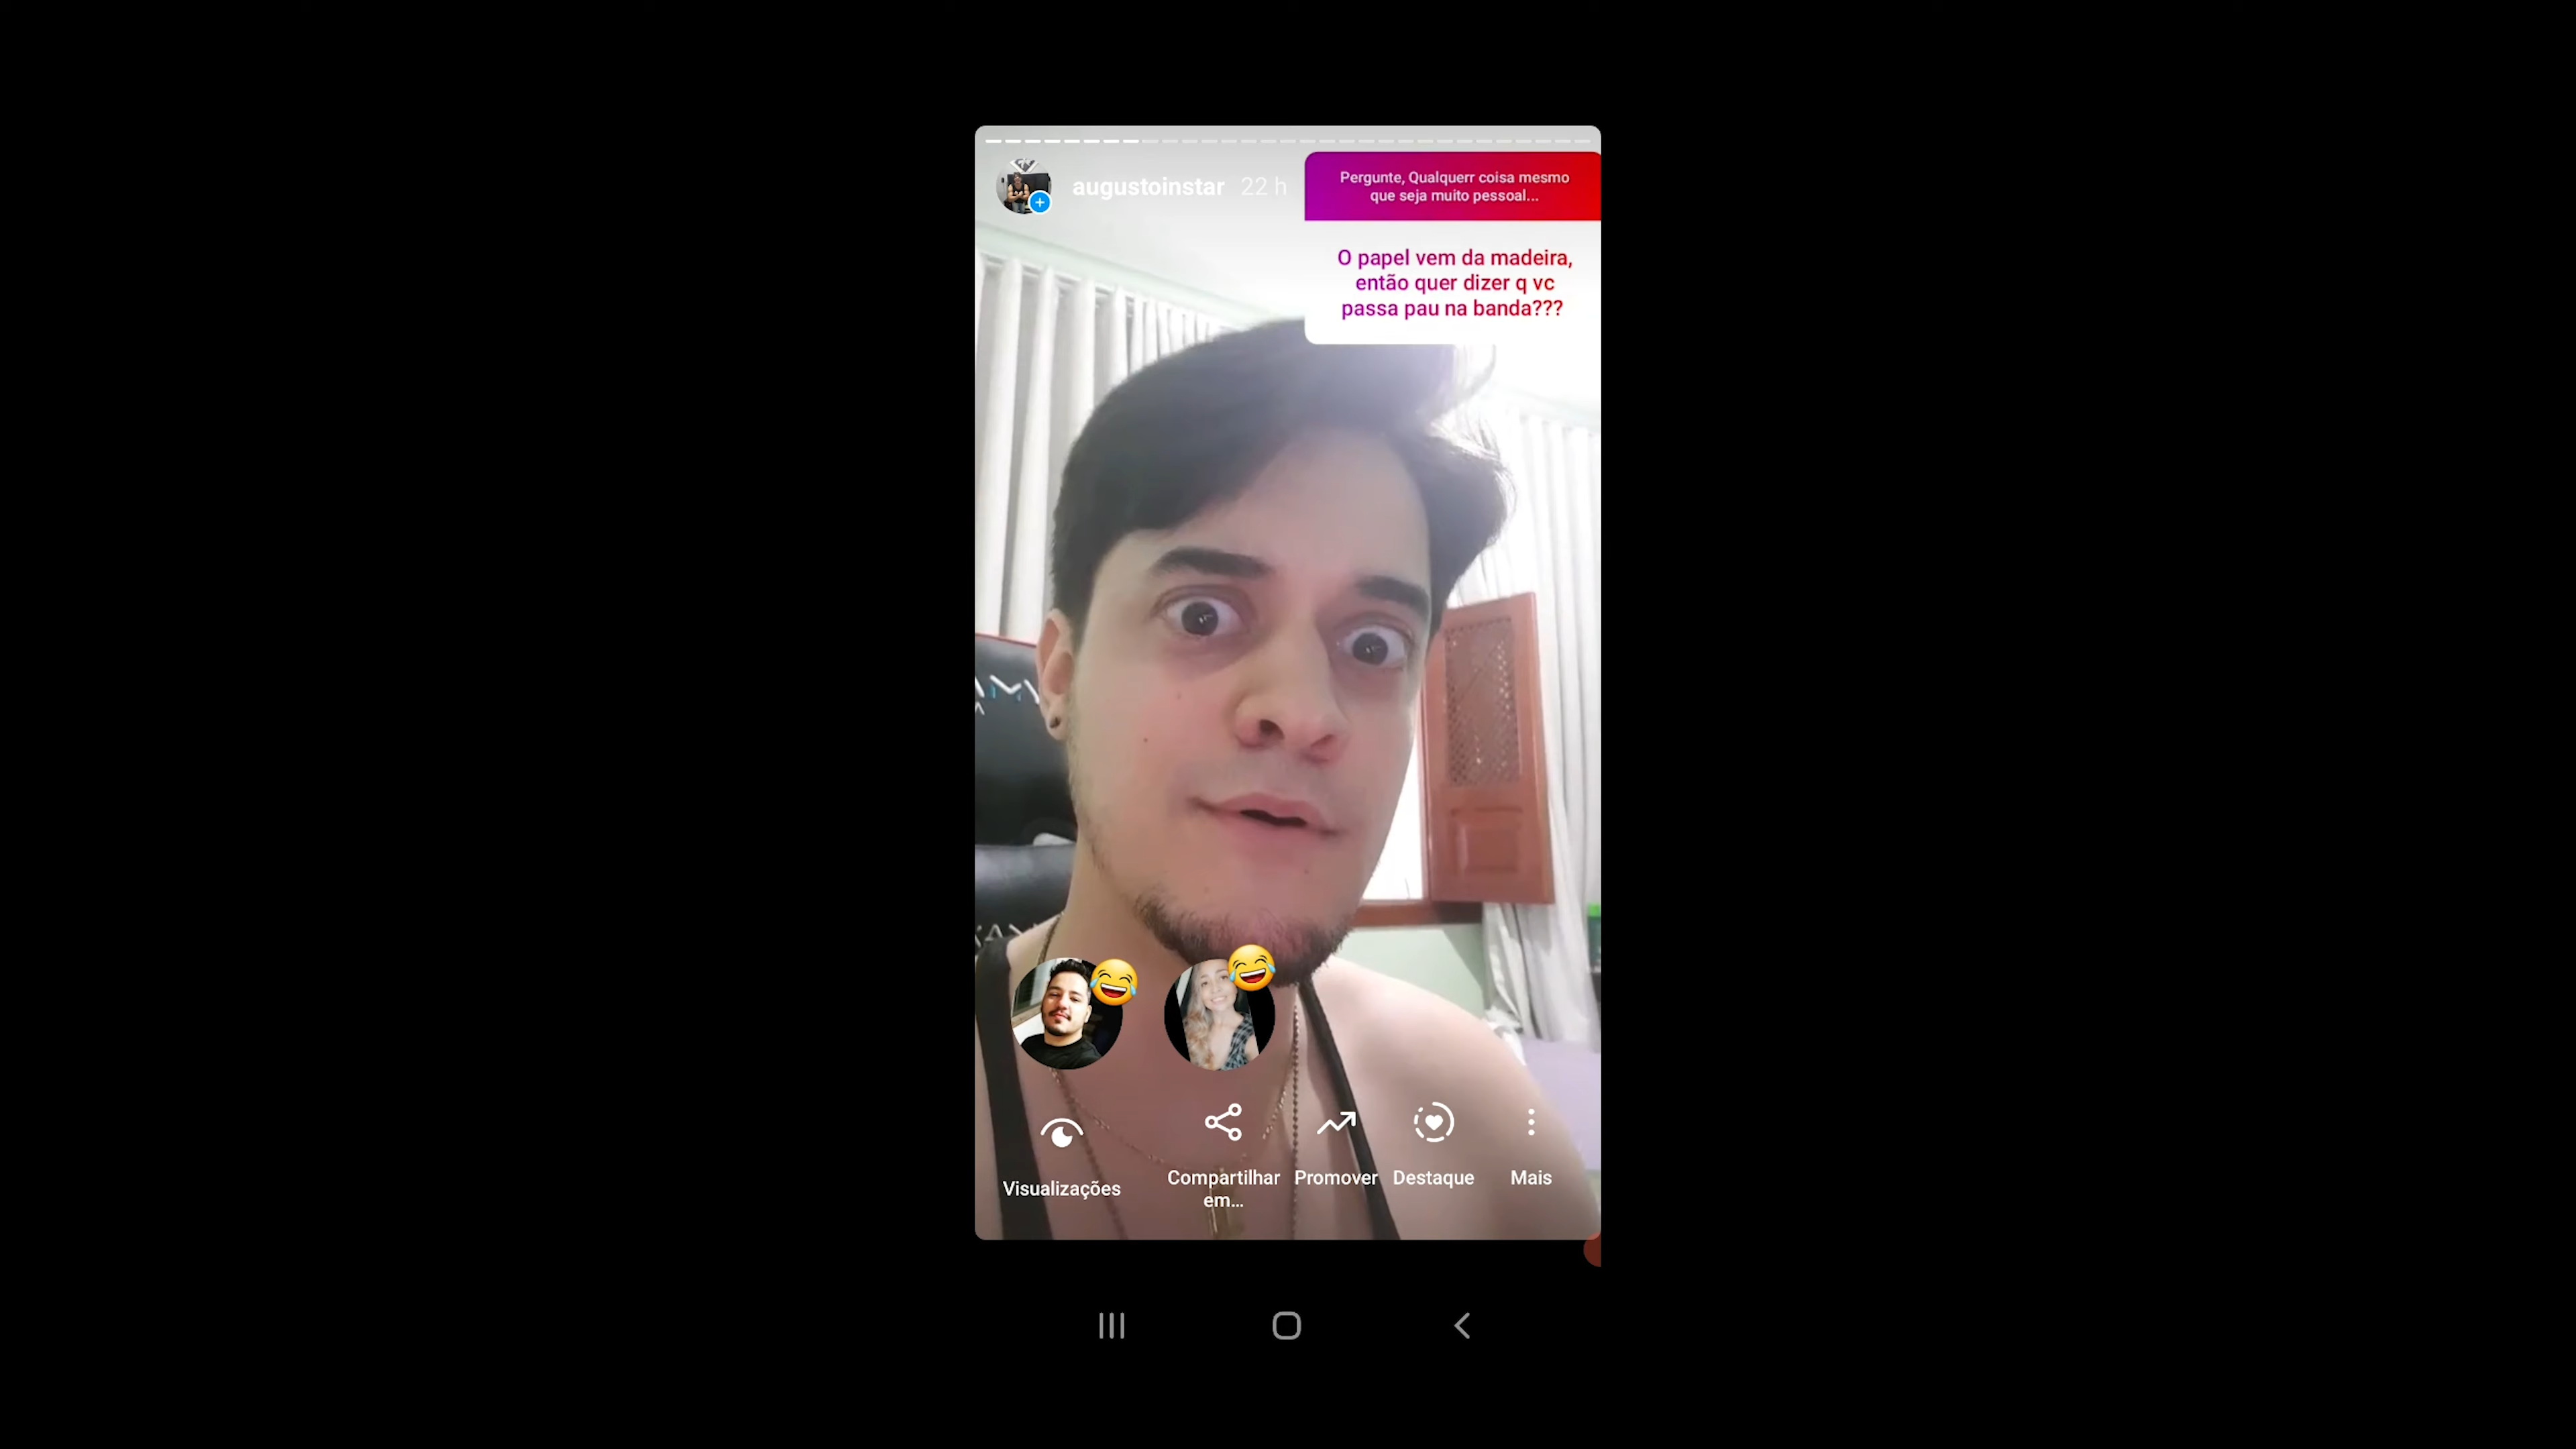 augustoinstar 22 h
Pergunte, Qualquerr coisa mesmo
que seja muito pessoal...
O papel vem da madeira,
então quer dizer q vc
passa pau na banda???
Visualizações
Compartilhar
em...
Promover
Destaque
Mais